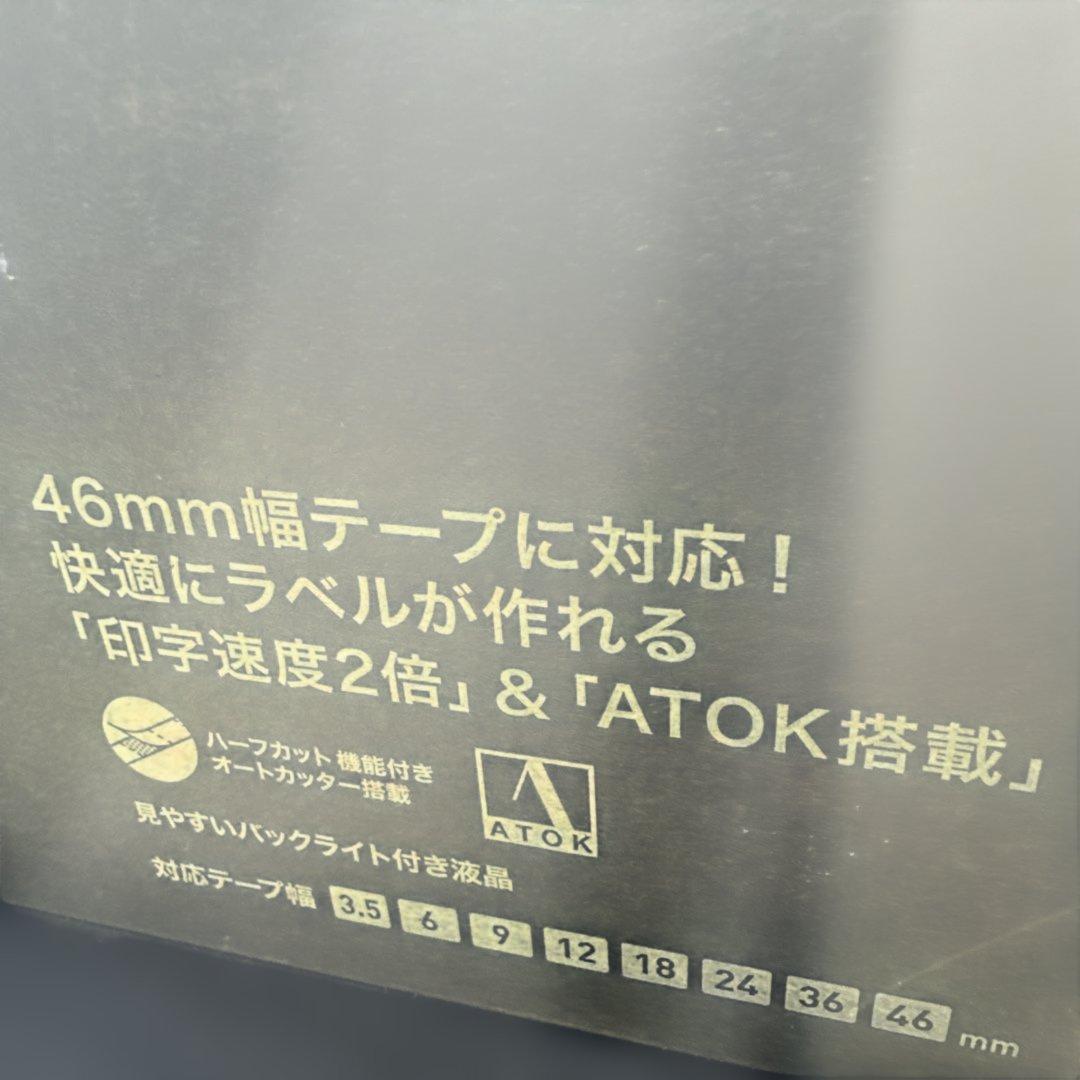 46mm幅テープに対応！
快適にラベルが作れる
「印字速度2倍」&「ATOK搭載」
ハーフカット機能付き
オートカッター搭載
ATOK
見やすいバックライト付き液晶
対応テープ幅 3.5 6 9 12 18 24 36 46 mm